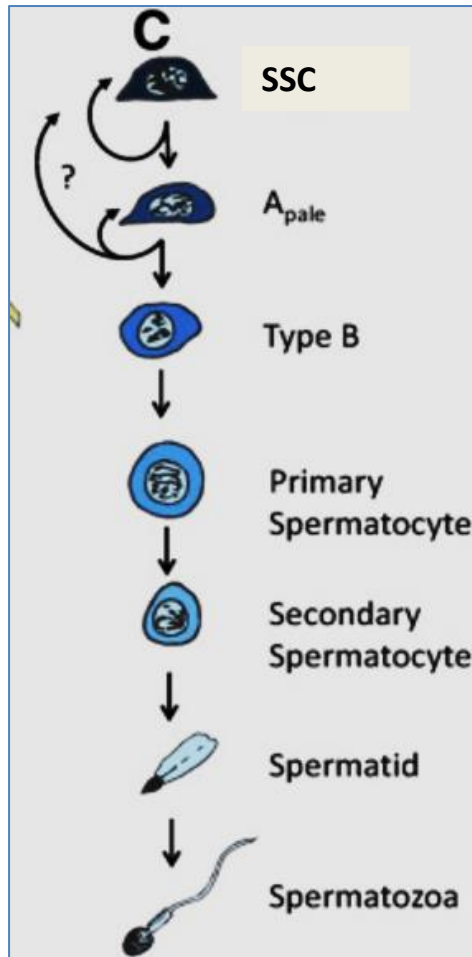 C
SSC
?
Apale
Type B
Primary
Spermatocyte
Secondary
Spermatocyte
Spermatid
Spermatozoa